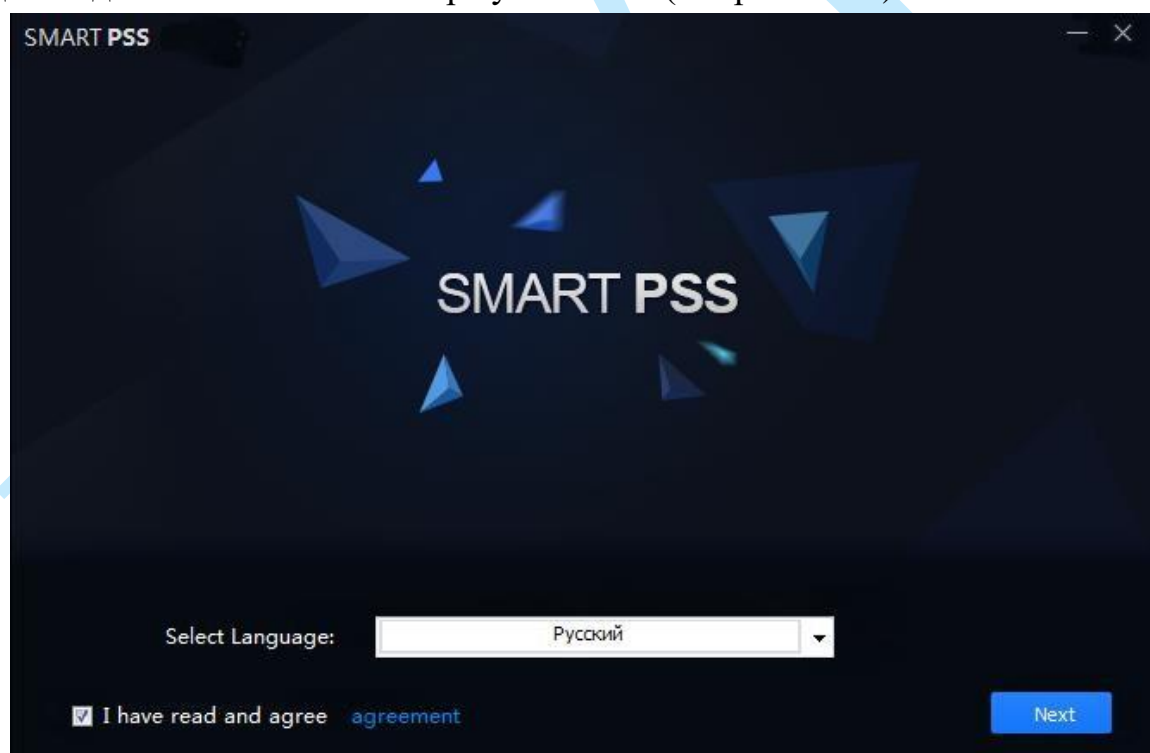 SMART PSS
SMART PSS
Select Language:
Русский
I have read and agree agreement
Next